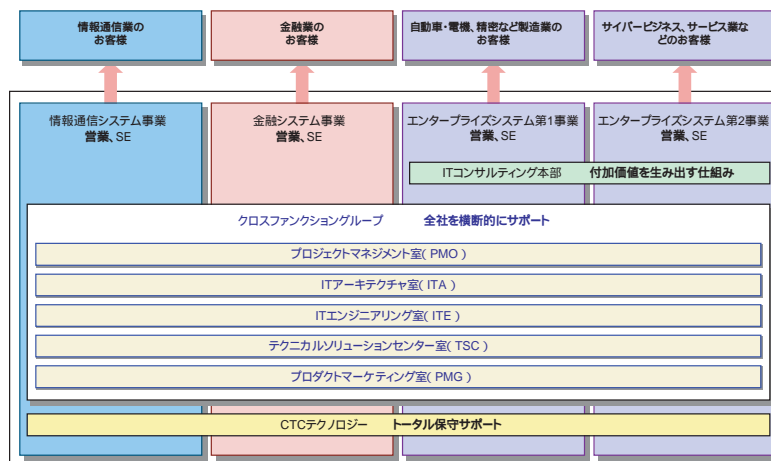 情報通信業の
お客様
金融業の
お客様
自動車・電機、精密など製造業の
お客様
サイバービジネス、サービス業な
どのお客様
情報通信システム事業
営業、SE
金融システム事業
営業、SE
エンタープライズシステム第1事業
営業、SE
エンタープライズシステム第2事業
営業、SE
ITコンサルティング本部 付加価値を生み出す仕組み
クロスファンクショングループ 全社を横断的にサポート
プロジェクトマネジメント室( PMO )
ITアーキテクチャ室( ITA )
ITエンジニアリング室( ITE )
テクニカルソリューションセンター室( TSC )
プロダクトマーケティング室( PMG )
CTCテクノロジー トータル保守サポート